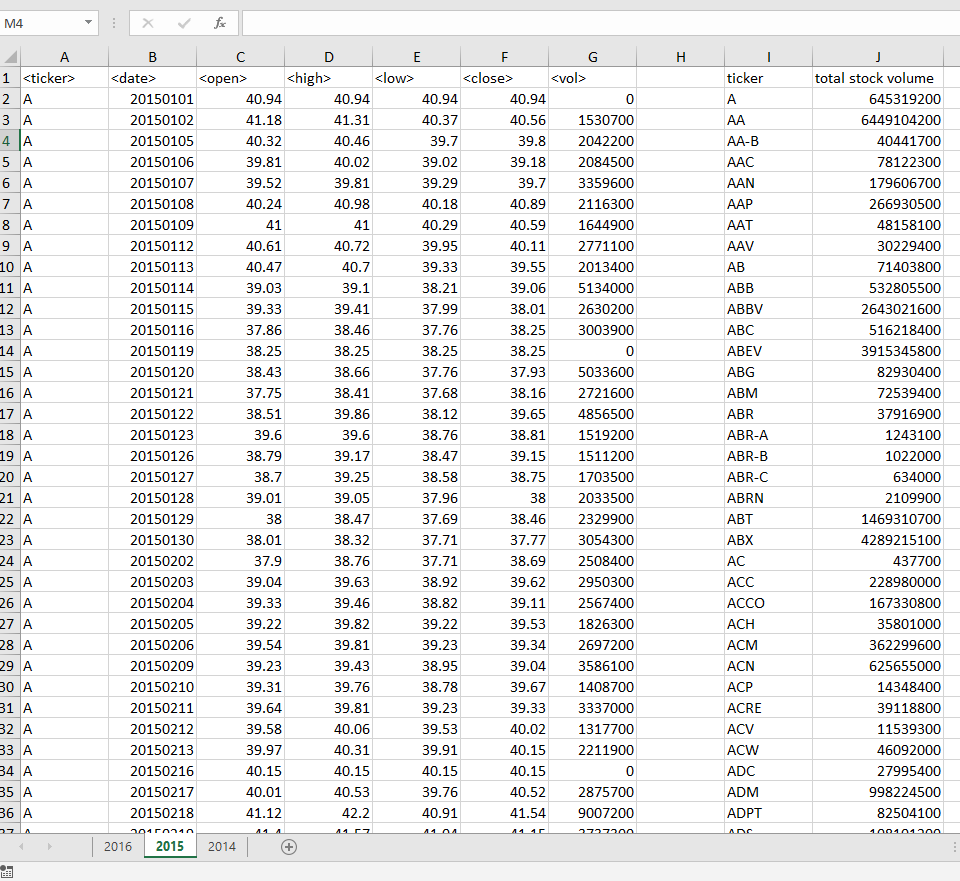 M4 fx
A B C D E F G H I J
1 <ticker> <date> <open> <high> <low> <close> <vol> ticker total stock volume
2 A 20150101 40.94 40.94 40.94 40.94 0 A 645319200
3 A 20150102 41.18 41.31 40.37 40.56 1530700 AA 6449104200
4 A 20150105 40.32 40.46 39.7 39.8 2042200 AA-B 40441700
5 A 20150106 39.81 40.02 39.02 39.18 2084500 AAC 78122300
6 A 20150107 39.52 39.81 39.29 39.7 3359600 AAN 179606700
7 A 20150108 40.24 40.98 40.18 40.89 2116300 AAP 266930500
8 A 20150109 41 41 40.29 40.59 1644900 AAT 48158100
9 A 20150112 40.61 40.72 39.95 40.11 2771100 AAV 30229400
10 A 20150113 40.47 40.7 39.33 39.55 2013400 AB 71403800
11 A 20150114 39.03 39.1 38.21 39.06 5134000 ABB 532805500
12 A 20150115 39.33 39.41 37.99 38.01 2630200 ABBV 2643021600
13 A 20150116 37.86 38.46 37.76 38.25 3003900 ABC 516218400
14 A 20150119 38.25 38.25 38.25 38.25 0 ABEV 3915345800
15 A 20150120 38.43 38.66 37.76 37.93 5033600 ABG 82930400
16 A 20150121 37.75 38.41 37.68 38.16 2721600 ABM 72539400
17 A 20150122 38.51 39.86 38.12 39.65 4856500 ABR 37916900
18 A 20150123 39.6 39.6 38.76 38.81 1519200 ABR-A 1243100
19 A 20150126 38.79 39.17 38.47 39.15 1511200 ABR-B 1022000
20 A 20150127 38.7 39.25 38.58 38.75 1703500 ABR-C 634000
21 A 20150128 39.01 39.05 37.96 38 2033500 ABRN 2109900
22 A 20150129 38 38.47 37.69 38.46 2329900 ABT 1469310700
23 A 20150130 38.01 38.32 37.71 37.77 3054300 ABX 4289215100
24 A 20150202 37.9 38.76 37.71 38.69 2508400 AC 437700
25 A 20150203 39.04 39.63 38.92 39.62 2950300 ACC 228980000
26 A 20150204 39.33 39.46 38.82 39.11 2567400 ACCO 167330800
27 A 20150205 39.22 39.82 39.22 39.53 1826300 ACH 35801000
28 A 20150206 39.54 39.81 39.23 39.34 2697200 ACM 362299600
29 A 20150209 39.23 39.43 38.95 39.04 3586100 ACN 625655000
30 A 20150210 39.31 39.76 38.78 39.67 1408700 ACP 14348400
31 A 20150211 39.64 39.81 39.23 39.33 3337000 ACRE 39118800
32 A 20150212 39.58 40.06 39.53 40.02 1317700 ACV 11539300
33 A 20150213 39.97 40.31 39.91 40.15 2211900 ACW 46092000
34 A 20150216 40.15 40.15 40.15 40.15 0 ADC 27995400
35 A 20150217 40.01 40.53 39.76 40.52 2875700 ADM 998224500
36 A 20150218 41.12 42.2 40.91 41.54 9007200 ADPT 82504100
2016 2015 2014